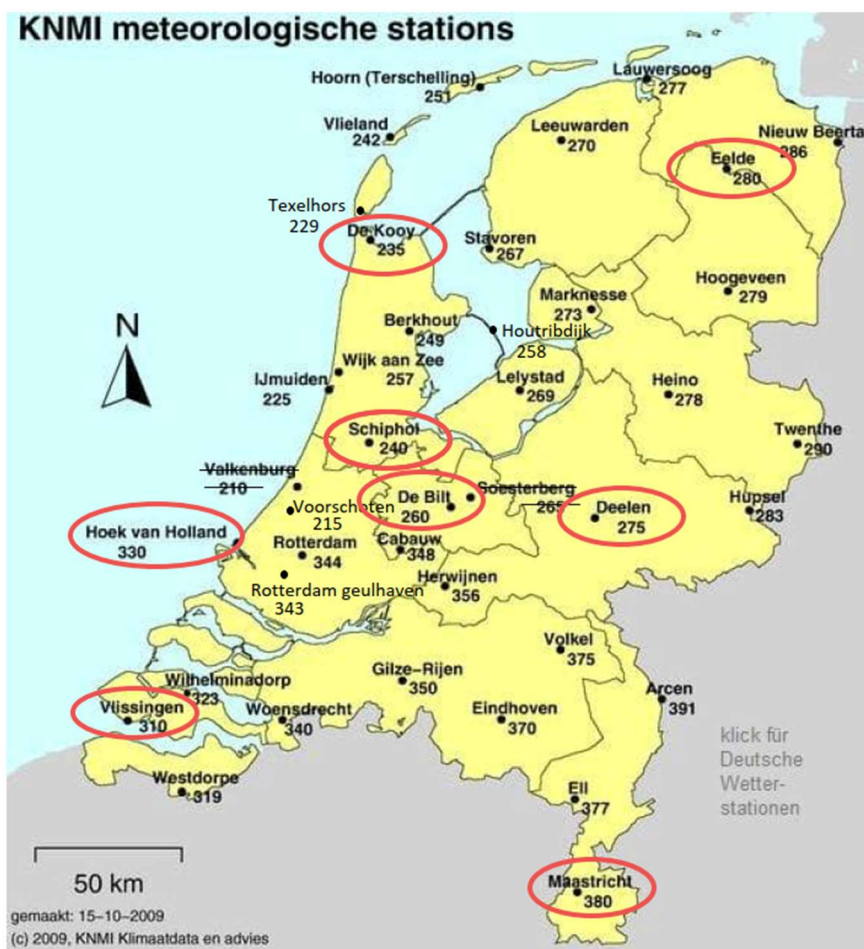 KNMI meteorologische stations
Lauwersoog
277
Hoorn (Terschelling)
251
Vlieland
242
Leeuwarden
270
Nieuw Beerta
286
Eelde
280
Texelhors
229
De Kooy
235
Stavoren
267
Hoogeveen
279
Marknesse
273
N
Berkhout
249
Houtribdijk
258
Wijk aan Zee
257
IJmuiden
225
Lelystad
269
Heino
278
Schiphol
240
Twenthe
290
Valkenburg
210
De Bilt
260
Soesterberg
265
Deelen
275
Hupsel
283
Voorschoten
215
Hoek van Holland
330
Rotterdam
344
Cabauw
348
Rotterdam geulhaven
343
Herwijnen
356
Volkel
375
Wilhelminadorp
323
Gilze-Rijen
350
Arcen
391
Vlissingen
310
Woensdrecht
340
Eindhoven
370
klick für
Deutsche
Wetter-
stationen
Westdorpe
319
Ell
377
50 km
Maastricht
380
gemaakt: 15-10-2009
(c) 2009, KNMI Klimaatdata en advies